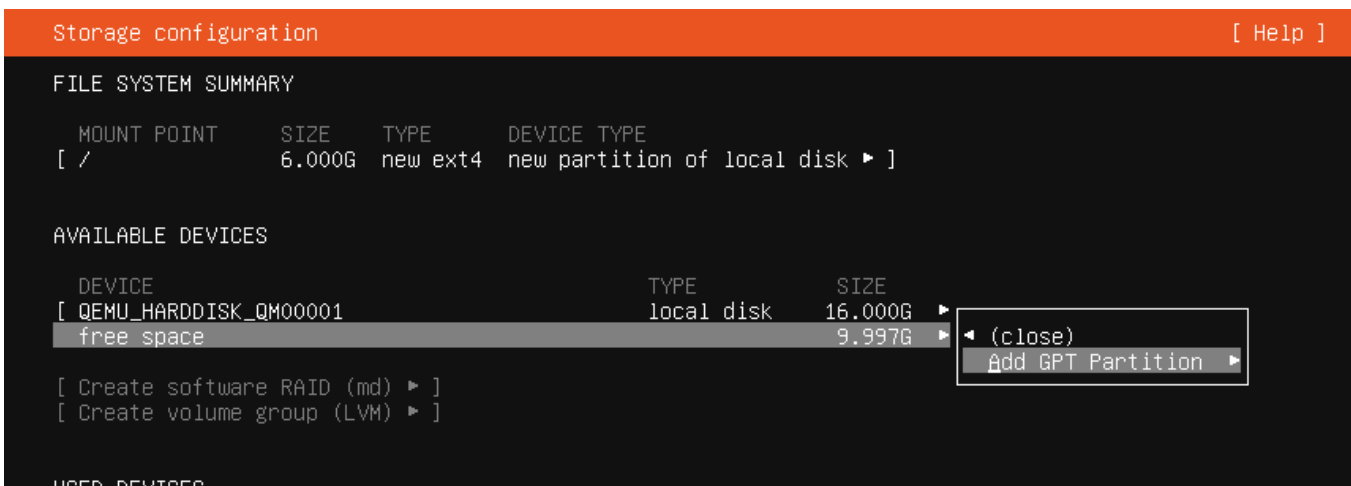 Storage configuration [ Help ]
FILE SYSTEM SUMMARY
MOUNT POINT SIZE TYPE DEVICE TYPE
[ / 6.000G new ext4 new partition of local disk ▸ ]
AVAILABLE DEVICES
DEVICE TYPE SIZE
[ QEMU_HARDDISK_QM00001 local disk 16.000G ▸
free space 9.997G ▸
◂ (close)
Add GPT Partition ▸
[ Create software RAID (md) ▸ ]
[ Create volume group (LVM) ▸ ]
USED DEVICES